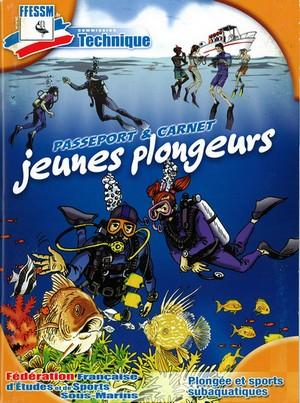 FFESSM
COMMISSION
Technique
PASSEPORT & CARNET
jeunes plongeurs
Fédération Française
d'Études et de Sports
Sous-Marins
Plongée et sports
subaquatiques